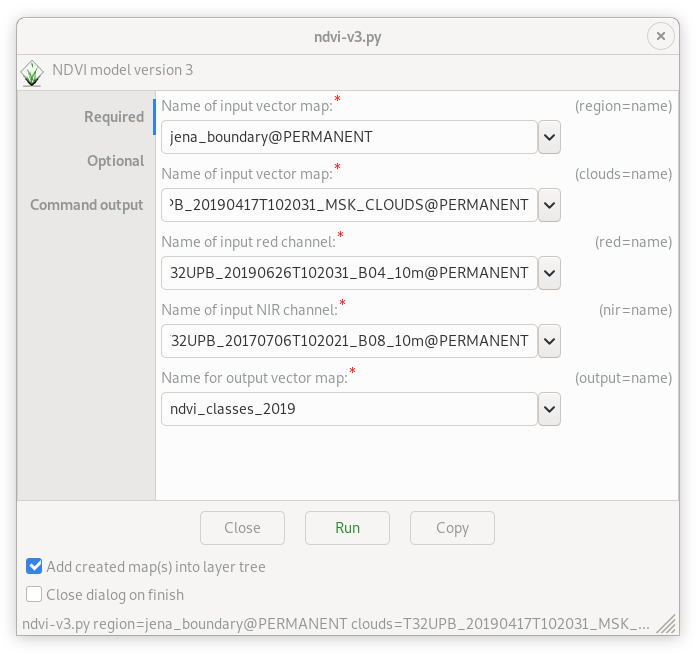 ndvi-v3.py
NDVI model version 3
Required
Optional
Command output
Name of input vector map:* (region=name)
jena_boundary@PERMANENT
Name of input vector map:* (clouds=name)
PB_20190417T102031_MSK_CLOUDS@PERMANENT
Name of input red channel:* (red=name)
32UPB_20190626T102031_B04_10m@PERMANENT
Name of input NIR channel:* (nir=name)
32UPB_20170706T102021_B08_10m@PERMANENT
Name for output vector map:* (output=name)
ndvi_classes_2019
Close Run Copy
Add created map(s) into layer tree
Close dialog on finish
ndvi-v3.py region=jena_boundary@PERMANENT clouds=T32UPB_20190417T102031_MSK_...